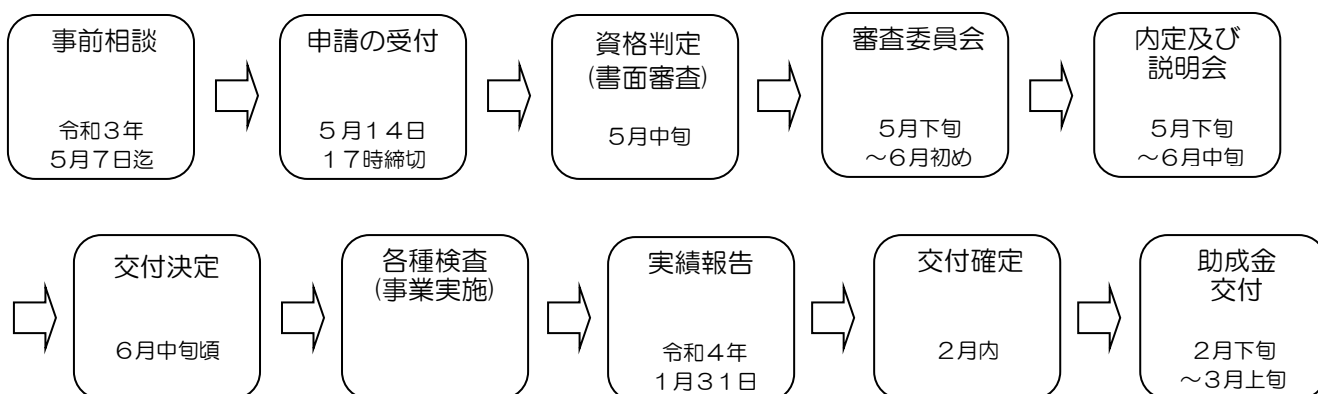 事前相談
令和３年
５月７日迄
申請の受付
５月１４日
１７時締切
資格判定
(書面審査)
５月中旬
審査委員会
５月下旬
～６月初め
内定及び
説明会
５月下旬
～６月中旬
交付決定
６月中旬頃
各種検査
(事業実施)
実績報告
令和４年
１月３１日
交付確定
２月内
助成金
交付
２月下旬
～３月上旬